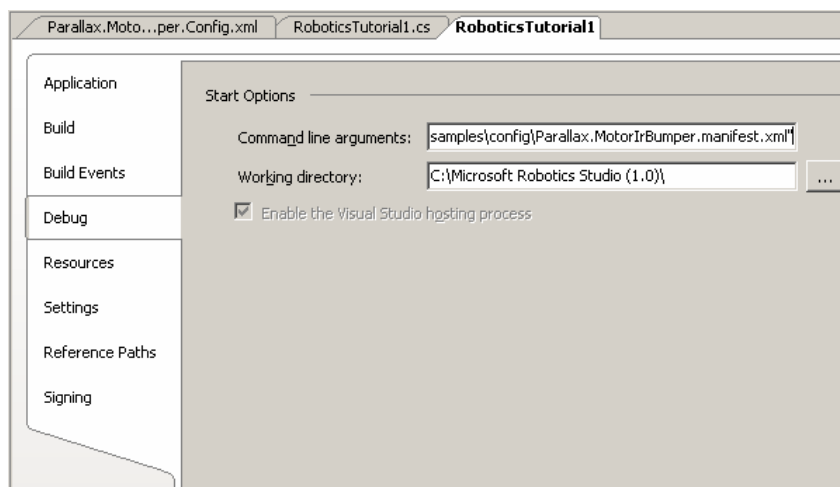 Parallax.Moto...per.Config.xml RoboticsTutorial1.cs RoboticsTutorial1
Application
Build
Build Events
Debug
Resources
Settings
Reference Paths
Signing
Start Options
Command line arguments: samples\config\Parallax.MotorIrBumper.manifest.xml"
Working directory: C:\Microsoft Robotics Studio (1.0)\ ...
Enable the Visual Studio hosting process